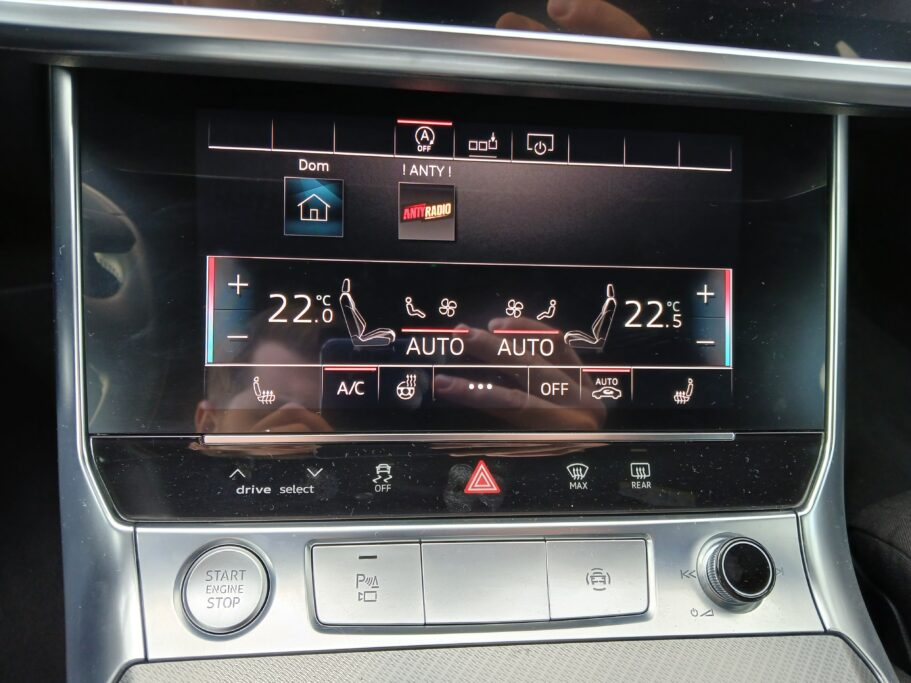 A
OFF
Dom
! ANTY !
ANTYRADIO
+
+
22.0 °C
22.5 °C
−
−
AUTO
AUTO
A/C
•••
OFF
AUTO
drive select
OFF
MAX
REAR
START
ENGINE
STOP
P